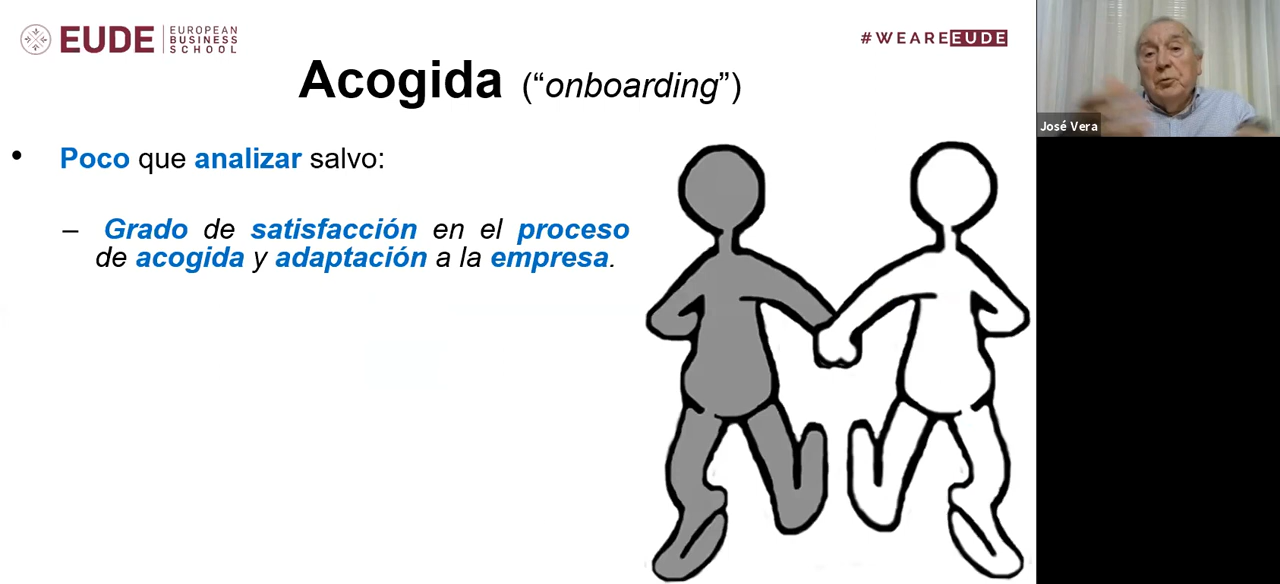 EUDE
EUROPEAN
BUSINESS
SCHOOL
#WEAREEUDE
Acogida (“onboarding”)
• Poco que analizar salvo:
– Grado de satisfacción en el proceso
de acogida y adaptación a la empresa.
José Vera